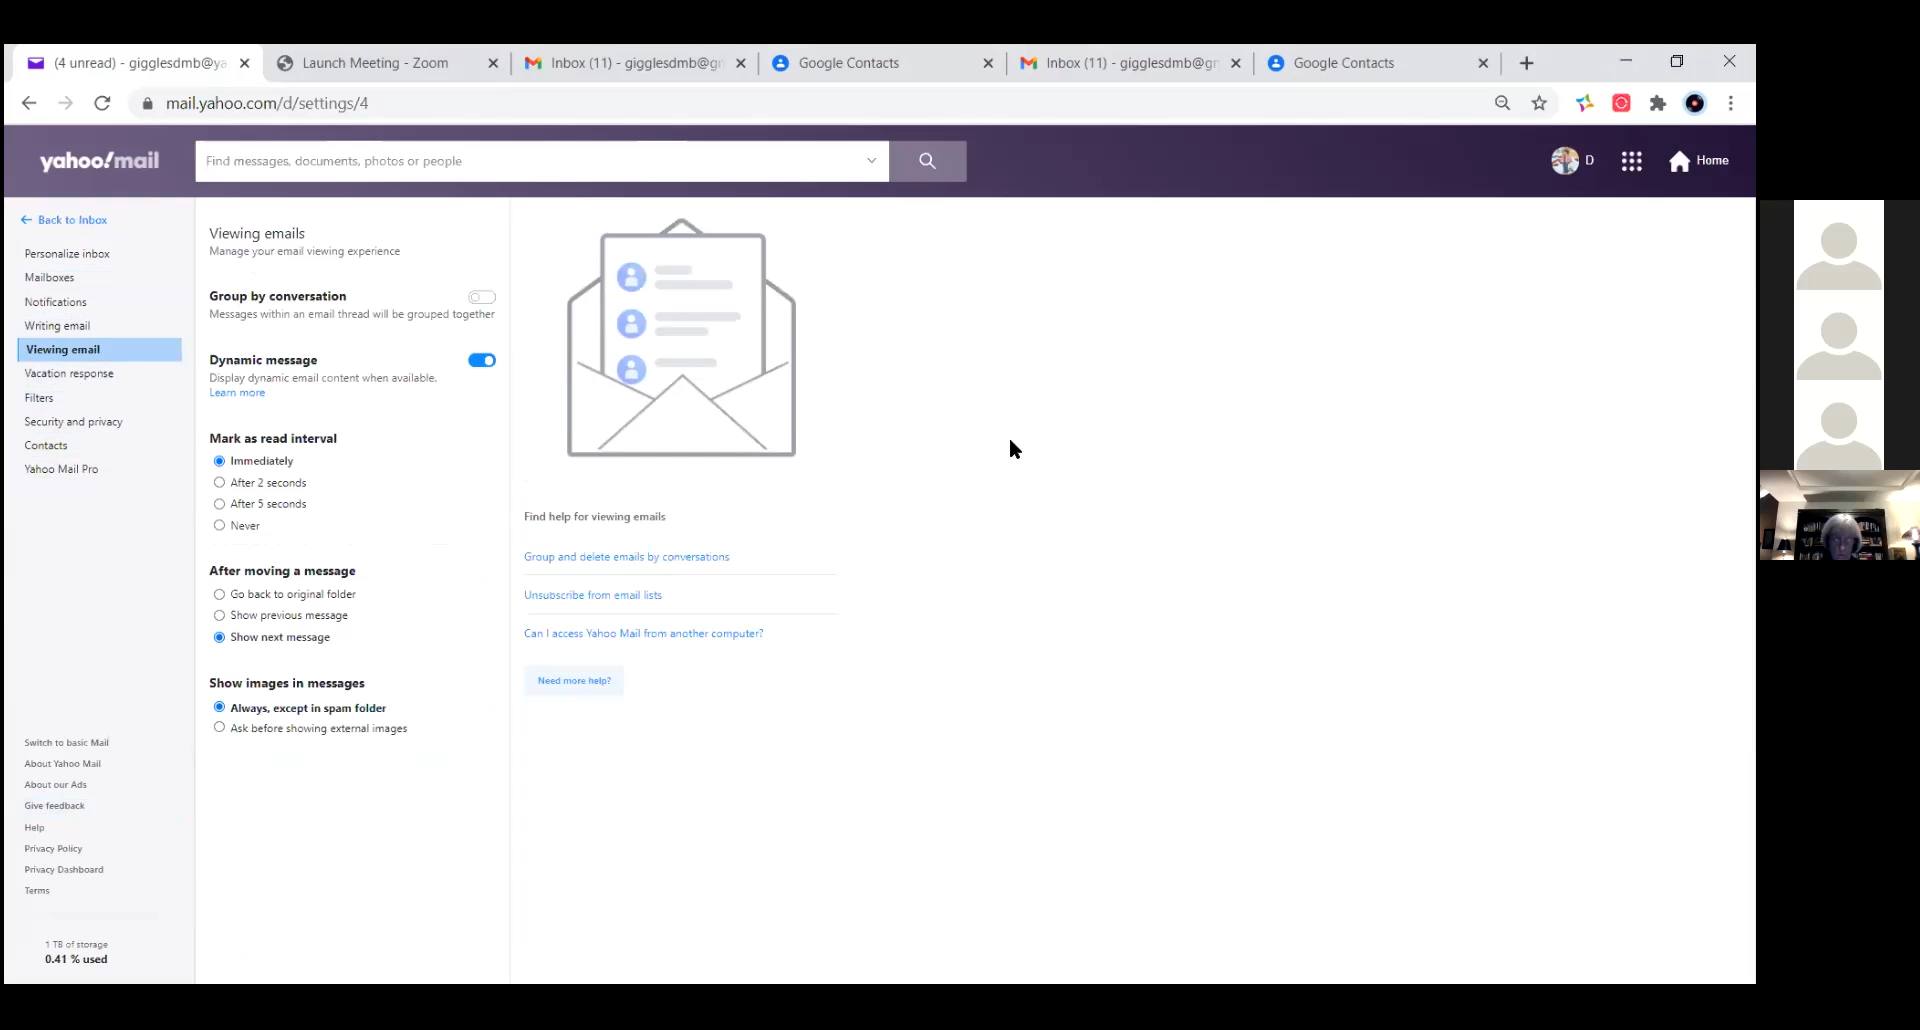 (4 unread) - gigglesdmb@ya
Launch Meeting - Zoom
Inbox (11) - gigglesdmb@gm
Google Contacts
Inbox (11) - gigglesdmb@gm
Google Contacts
mail.yahoo.com/d/settings/4
yahoo!mail
Find messages, documents, photos or people
D
Home
Back to Inbox
Personalize inbox
Mailboxes
Notifications
Writing email
Viewing email
Vacation response
Filters
Security and privacy
Contacts
Yahoo Mail Pro
Switch to basic Mail
About Yahoo Mail
About our Ads
Give feedback
Help
Privacy Policy
Privacy Dashboard
Terms
1 TB of storage
0.41 % used
Viewing emails
Manage your email viewing experience
Group by conversation
Messages within an email thread will be grouped together
Dynamic message
Display dynamic email content when available.
Learn more
Mark as read interval
Immediately
After 2 seconds
After 5 seconds
Never
After moving a message
Go back to original folder
Show previous message
Show next message
Show images in messages
Always, except in spam folder
Ask before showing external images
Find help for viewing emails
Group and delete emails by conversations
Unsubscribe from email lists
Can I access Yahoo Mail from another computer?
Need more help?